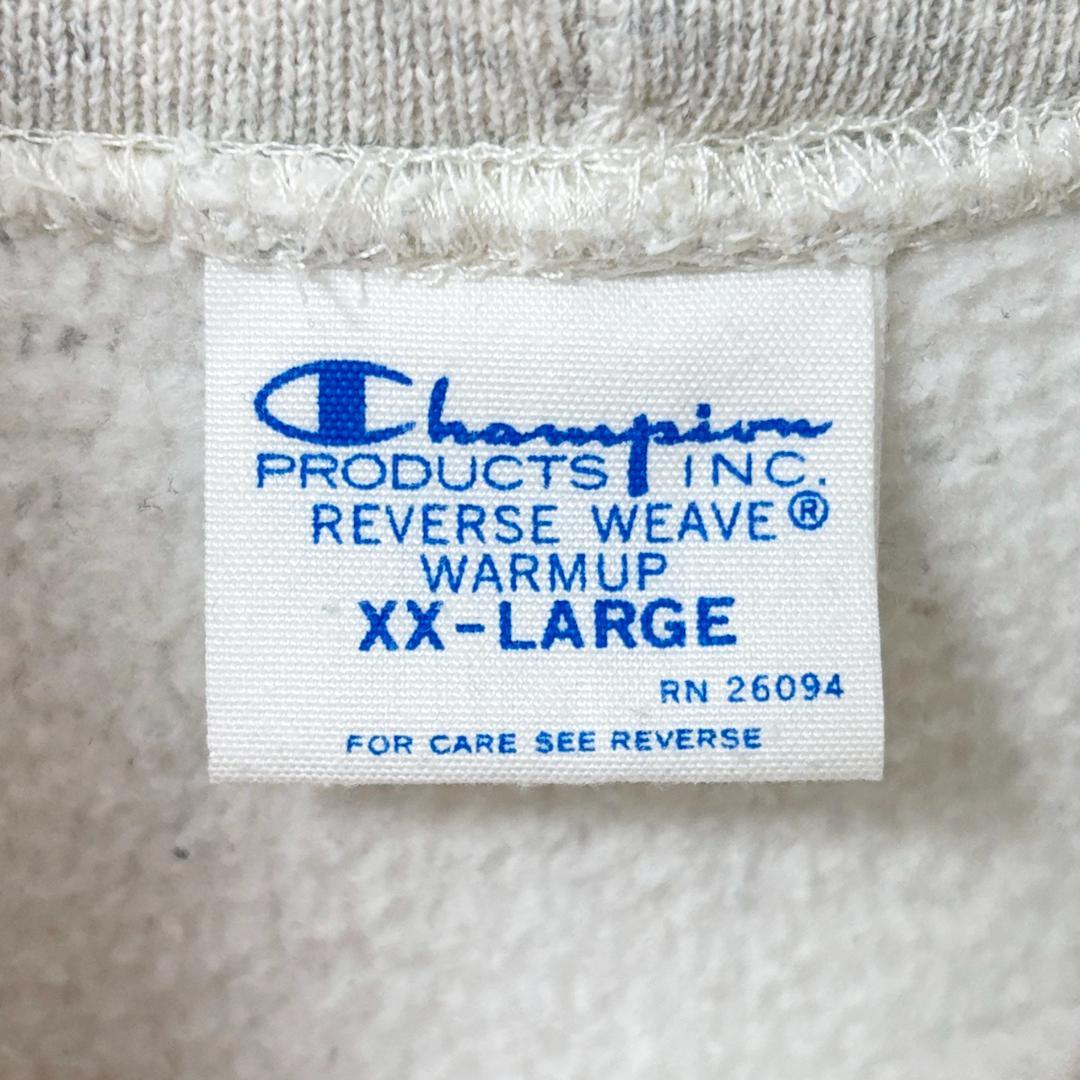 Champion
PRODUCTS INC.
REVERSE WEAVE®
WARMUP
XX-LARGE
RN 26094
FOR CARE SEE REVERSE